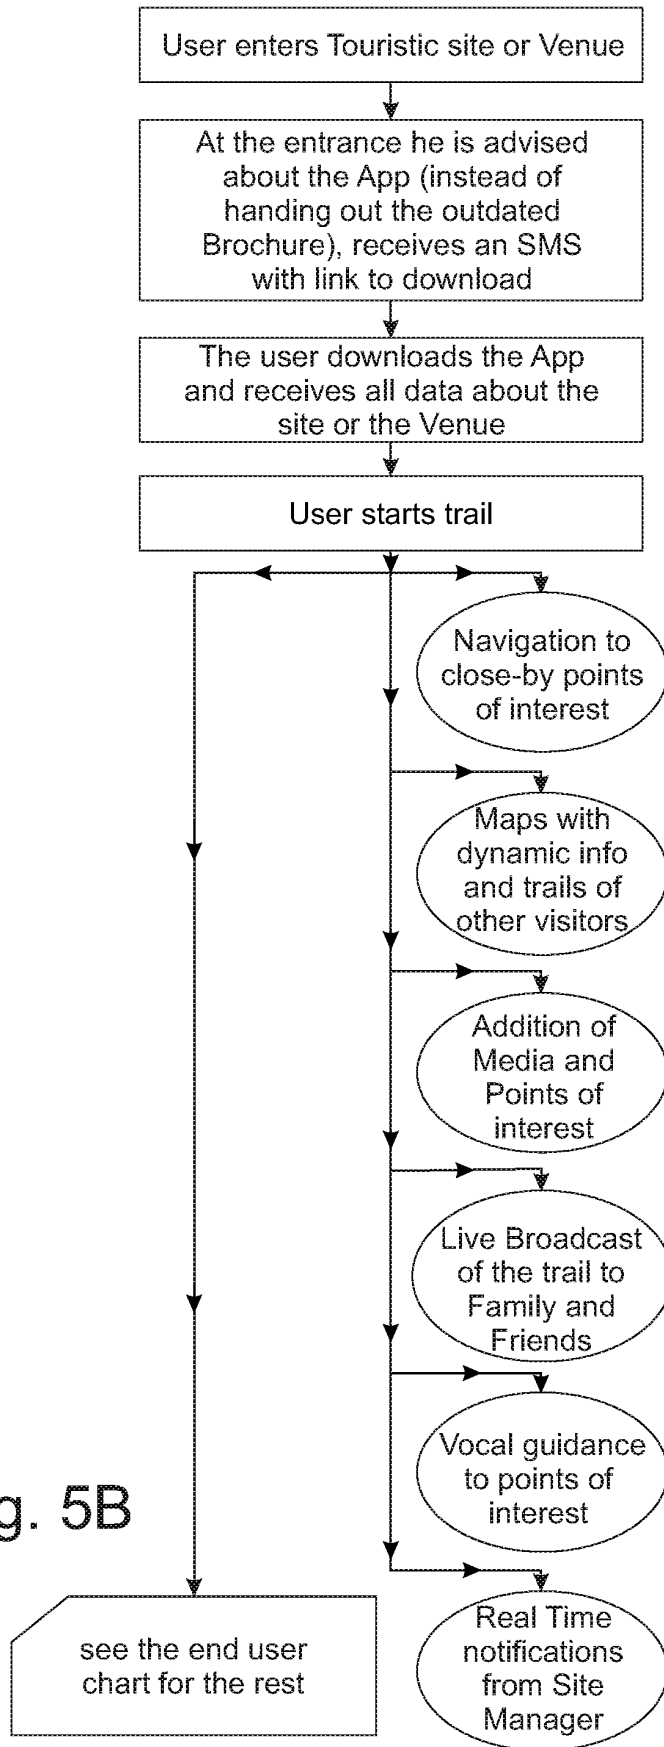 User enters Touristic site or Venue
At the entrance he is advised
about the App (instead of
handing out the outdated
Brochure), receives an SMS
with link to download
The user downloads the App
and receives all data about the
site or the Venue
User starts trail
Navigation to
close-by points
of interest
Maps with
dynamic info
and trails of
other visitors
Addition of
Media and
Points of
interest
Live Broadcast
of the trail to
Family and
Friends
Vocal guidance
to points of
interest
g. 5B
Real Time
notifications
from Site
Manager
see the end user
chart for the rest